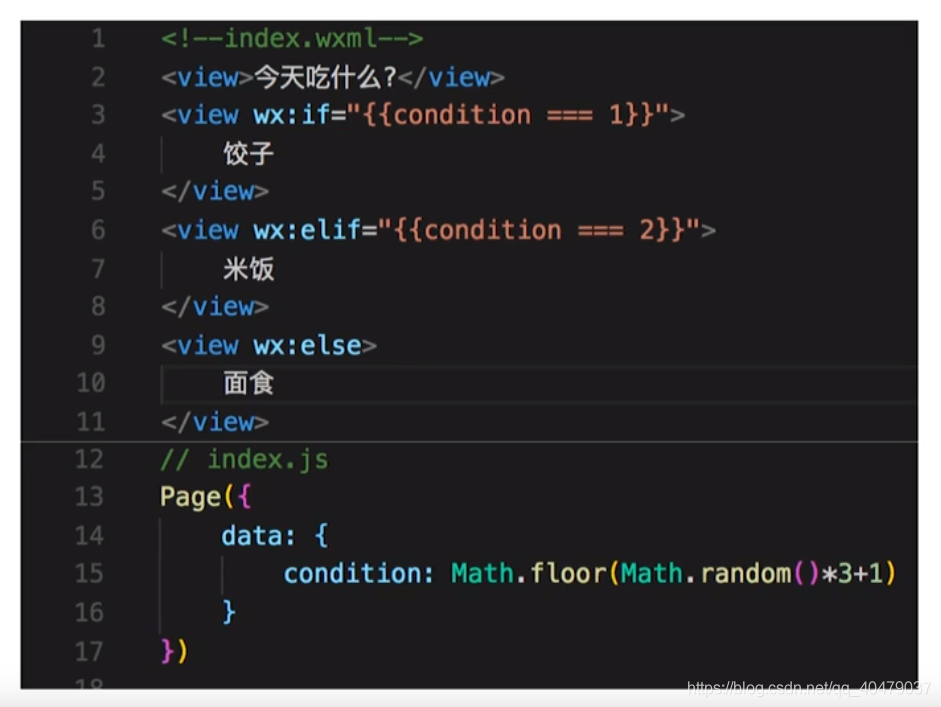 1 <!--index.wxml-->
2 <view>今天吃什么?</view>
3 <view wx:if="{{condition === 1}}">
4 饺子
5 </view>
6 <view wx:elif="{{condition === 2}}">
7 米饭
8 </view>
9 <view wx:else>
10 面食
11 </view>
12 // index.js
13 Page({
14 data: {
15 condition: Math.floor(Math.random()*3+1)
16 }
17 })
18
https://blog.csdn.net/qq_40479037